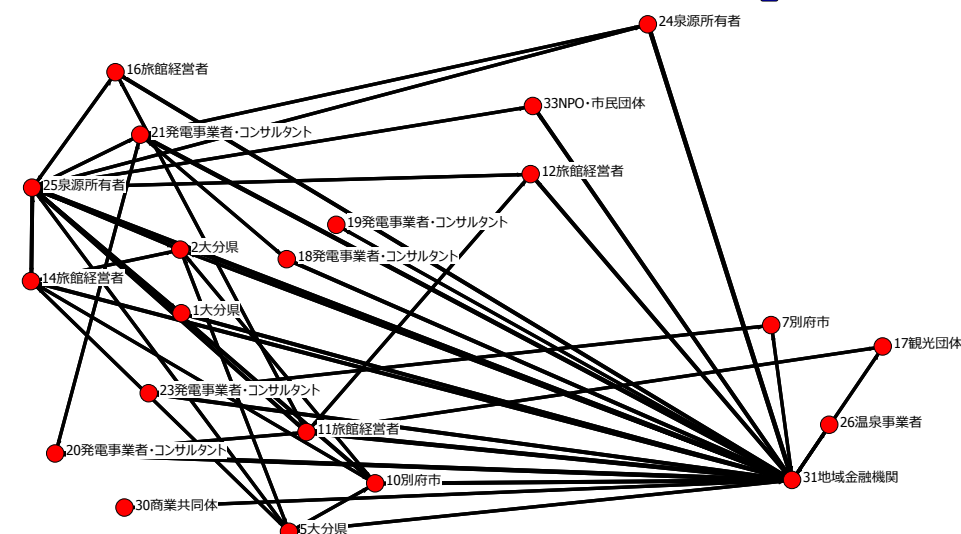 24泉源所有者
16旅館経営者
33NPO・市民団体
21発電事業者・コンサルタント
12旅館経営者
25泉源所有者
19発電事業者・コンサルタント
2大分県
18発電事業者・コンサルタント
14旅館経営者
1大分県
7別府市
17観光団体
23発電事業者・コンサルタント
26温泉事業者
11旅館経営者
20発電事業者・コンサルタント
31地域金融機関
10別府市
30商業共同体
5大分県